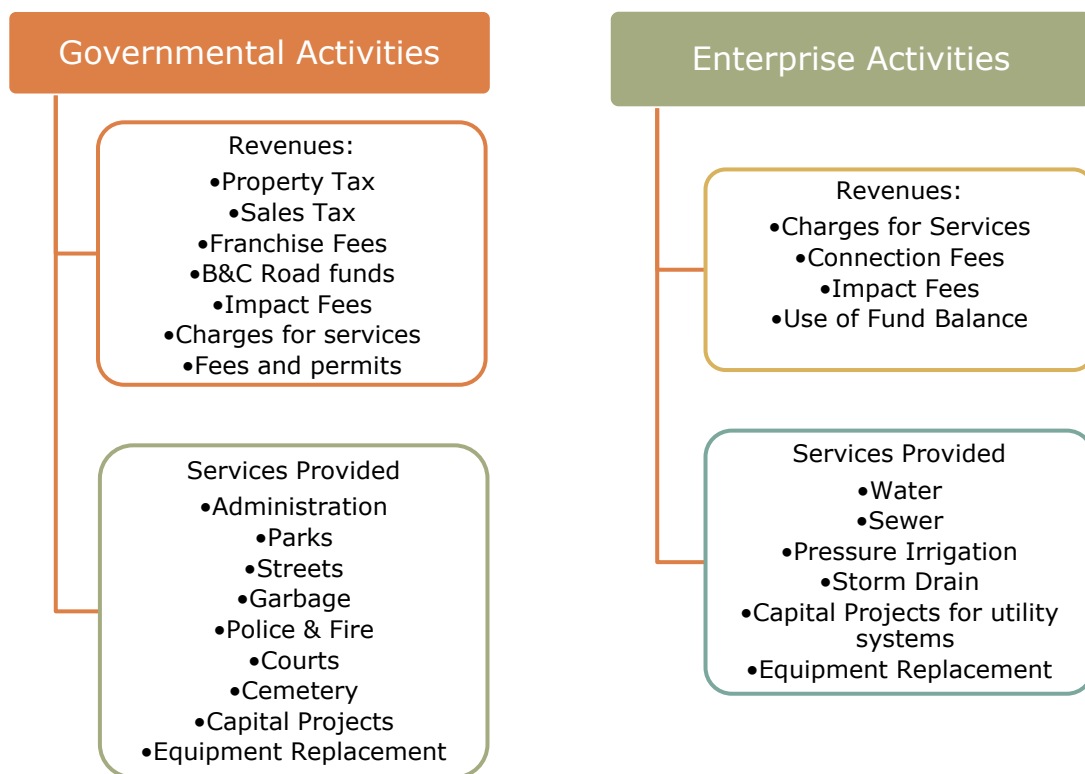 Governmental Activities
Revenues:
•Property Tax
•Sales Tax
•Franchise Fees
•B&C Road funds
•Impact Fees
•Charges for services
•Fees and permits
Services Provided
•Administration
•Parks
•Streets
•Garbage
•Police & Fire
•Courts
•Cemetery
•Capital Projects
•Equipment Replacement
Enterprise Activities
Revenues:
•Charges for Services
•Connection Fees
•Impact Fees
•Use of Fund Balance
Services Provided
•Water
•Sewer
•Pressure Irrigation
•Storm Drain
•Capital Projects for utility
systems
•Equipment Replacement